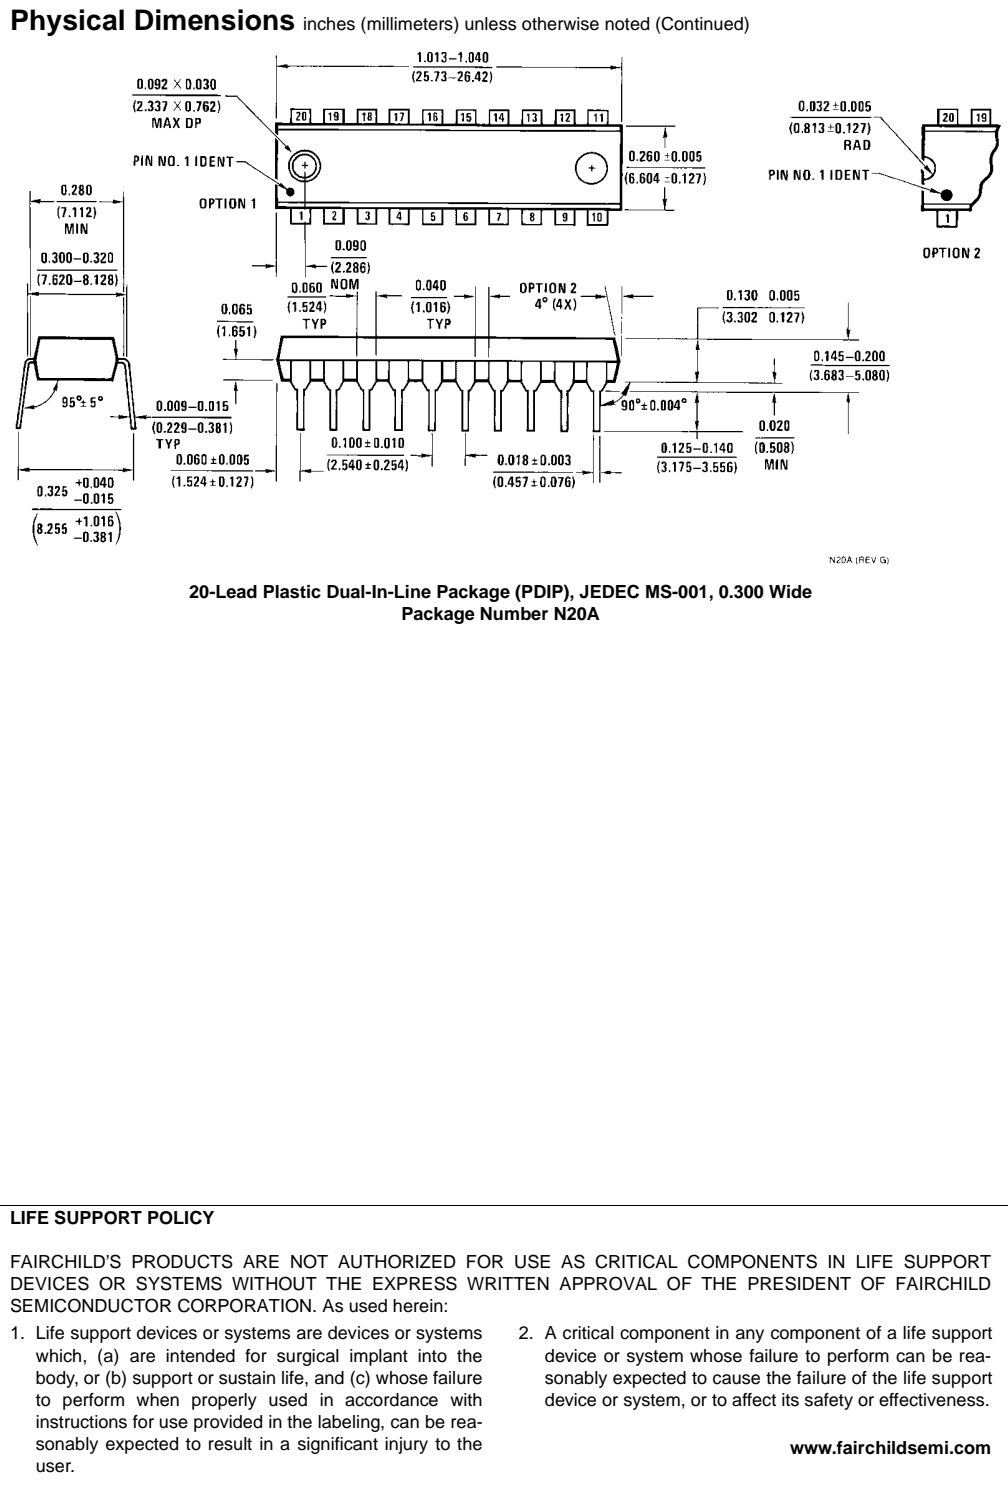 Physical Dimensions inches (millimeters) unless otherwise noted (Continued)
1.013–1.040
(25.73–26.42)
0.092 × 0.030
(2.337 × 0.762)
MAX DP
PIN NO. 1 IDENT
OPTION 1
20 19 18 17 16 15 14 13 12 11
1 2 3 4 5 6 7 8 9 10
0.260 ±0.005
(6.604 ±0.127)
0.032 ±0.005
(0.813 ±0.127)
RAD
PIN NO. 1 IDENT
20 19
1
OPTION 2
0.280
(7.112)
MIN
0.300–0.320
(7.620–8.128)
0.090
(2.286)
NOM
0.060
(1.524)
TYP
0.040
(1.016)
TYP
OPTION 2
4° (4X)
0.065
(1.651)
0.130 0.005
(3.302 0.127)
0.145–0.200
(3.683–5.080)
95°± 5°
0.009–0.015
(0.229–0.381)
TYP
90°±0.004°
0.020
(0.508)
MIN
0.125–0.140
(3.175–3.556)
0.100 ± 0.010
(2.540 ± 0.254)
0.018 ± 0.003
(0.457 ± 0.076)
0.060 ±0.005
(1.524 ± 0.127)
0.325 +0.040
–0.015
(8.255 +1.016
–0.381)
N20A (REV G)
20-Lead Plastic Dual-In-Line Package (PDIP), JEDEC MS-001, 0.300 Wide
Package Number N20A
LIFE SUPPORT POLICY
FAIRCHILD'S PRODUCTS ARE NOT AUTHORIZED FOR USE AS CRITICAL COMPONENTS IN LIFE SUPPORT
DEVICES OR SYSTEMS WITHOUT THE EXPRESS WRITTEN APPROVAL OF THE PRESIDENT OF FAIRCHILD
SEMICONDUCTOR CORPORATION. As used herein:
1. Life support devices or systems are devices or systems
which, (a) are intended for surgical implant into the
body, or (b) support or sustain life, and (c) whose failure
to perform when properly used in accordance with
instructions for use provided in the labeling, can be rea-
sonably expected to result in a significant injury to the
user.
2. A critical component in any component of a life support
device or system whose failure to perform can be rea-
sonably expected to cause the failure of the life support
device or system, or to affect its safety or effectiveness.
www.fairchildsemi.com